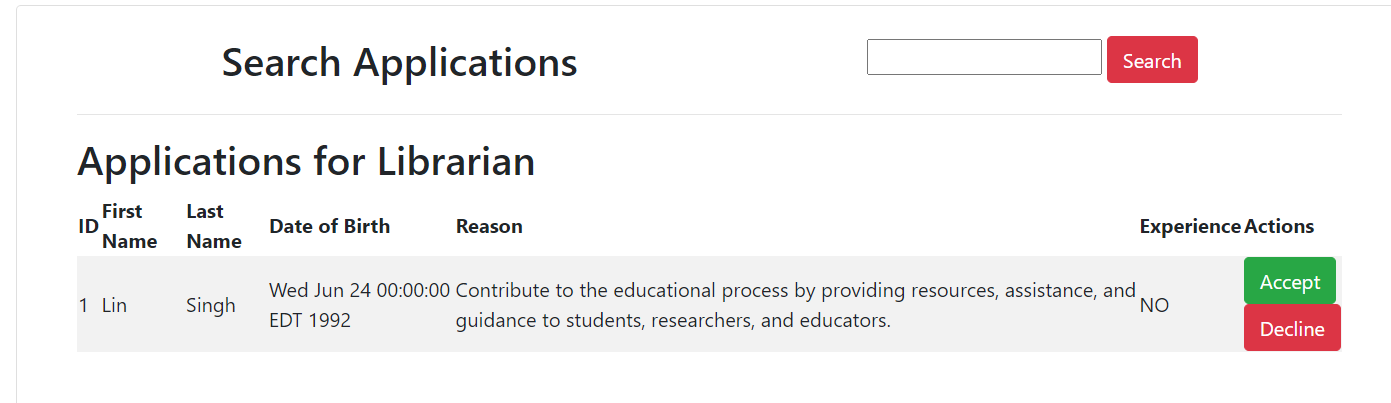 Search Applications
Search
Applications for Librarian
ID First Name Last Name Date of Birth Reason Experience Actions
1 Lin Singh Wed Jun 24 00:00:00 EDT 1992 Contribute to the educational process by providing resources, assistance, and guidance to students, researchers, and educators. NO Accept
Decline